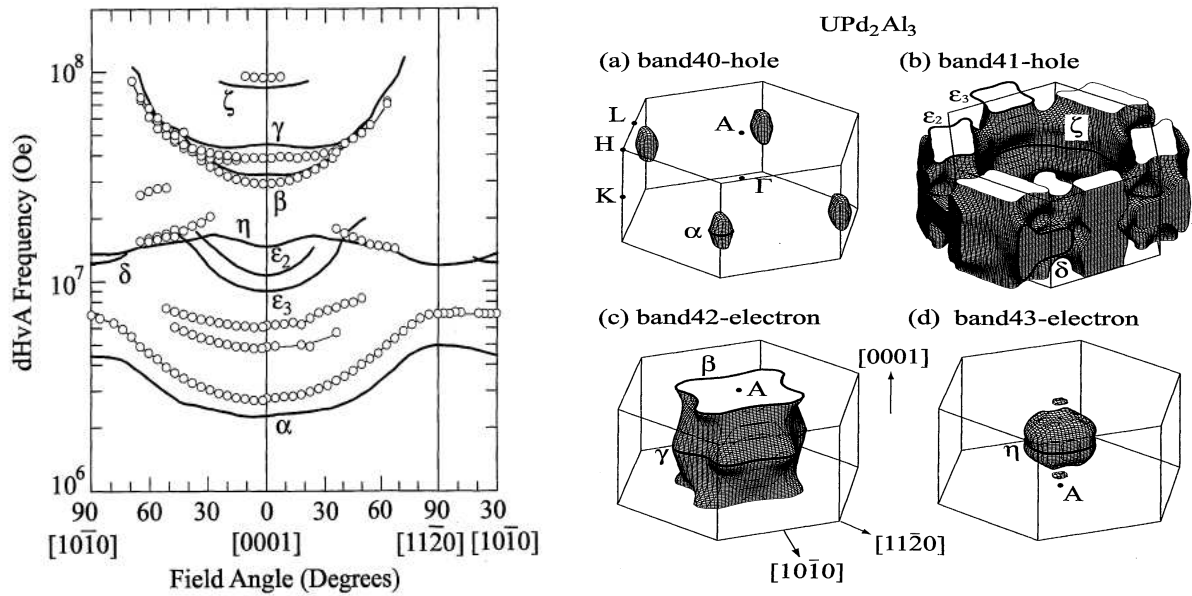 dHvA Frequency (Oe)
10⁸
10⁷
10⁶
ζ
γ
β
η
ε₂
δ
ε₃
α
90 60 30 0 30 60 90 30
[101̄0] [0001] [112̄0] [101̄0]
Field Angle (Degrees)
UPd₂Al₃
(a) band40-hole
L
A
H
Γ
K
α
(b) band41-hole
ε₃
ε₂
ζ
δ
(c) band42-electron
β
A
γ
[0001]
[112̄0]
[101̄0]
(d) band43-electron
η
A